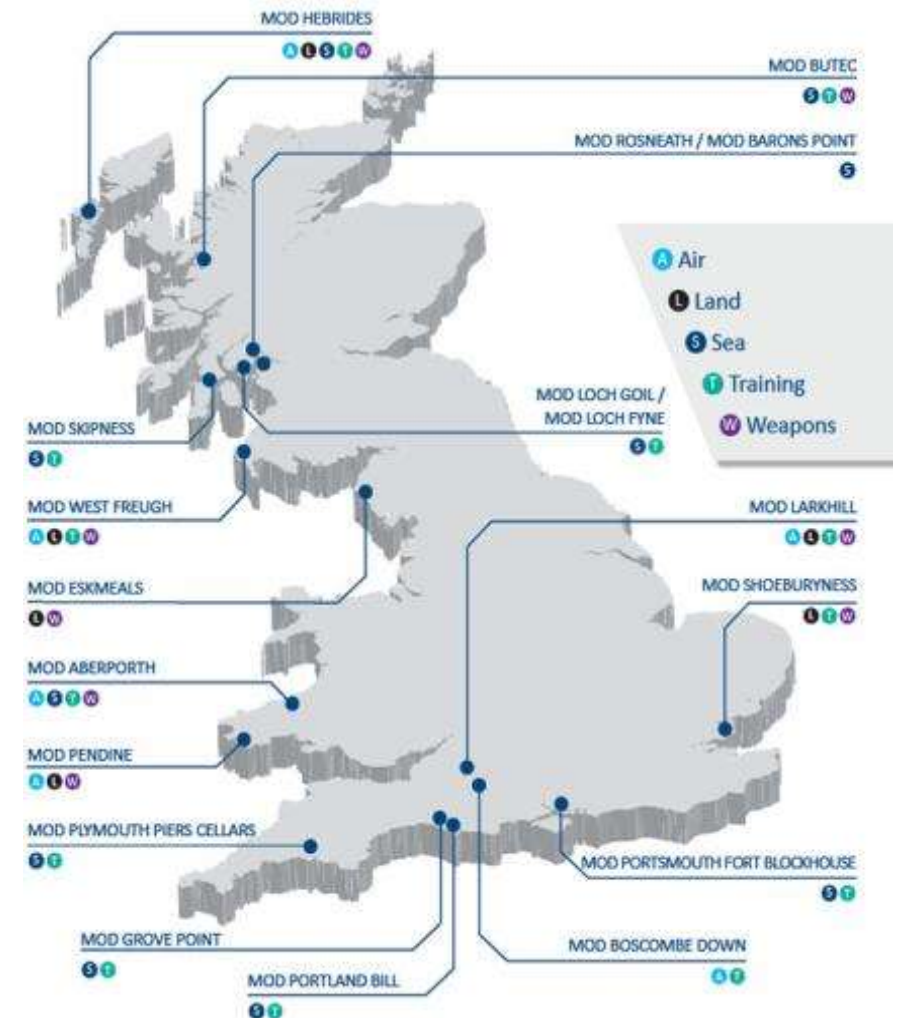 MOD HEBRIDES
A L S T W
MOD BUTEC
S T W
MOD ROSNEATH / MOD BARONS POINT
S
A Air
L Land
S Sea
T Training
W Weapons
MOD LOCH GOIL /
MOD LOCH FYNE
S T
MOD SKIPNESS
S T
MOD WEST FREUGH
A L T W
MOD LARKHILL
A L T W
MOD ESKMEALS
L W
MOD SHOEBURYNESS
L T W
MOD ABERPORTH
A S T W
MOD PENDINE
A L W
MOD PLYMOUTH PIERS CELLARS
S T
MOD PORTSMOUTH FORT BLOCKHOUSE
S T
MOD GROVE POINT
S T
MOD BOSCOMBE DOWN
A T
MOD PORTLAND BILL
S T